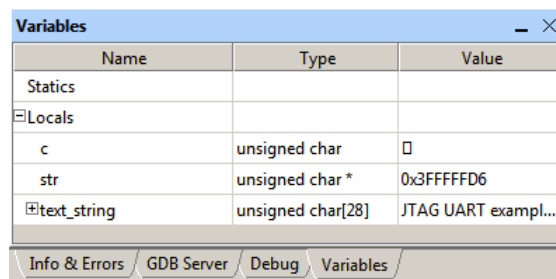 Variables
Name Type Value
Statics
Locals
c unsigned char
str unsigned char * 0x3FFFFFD6
text_string unsigned char[28] JTAG UART exampl...
Info & Errors GDB Server Debug Variables